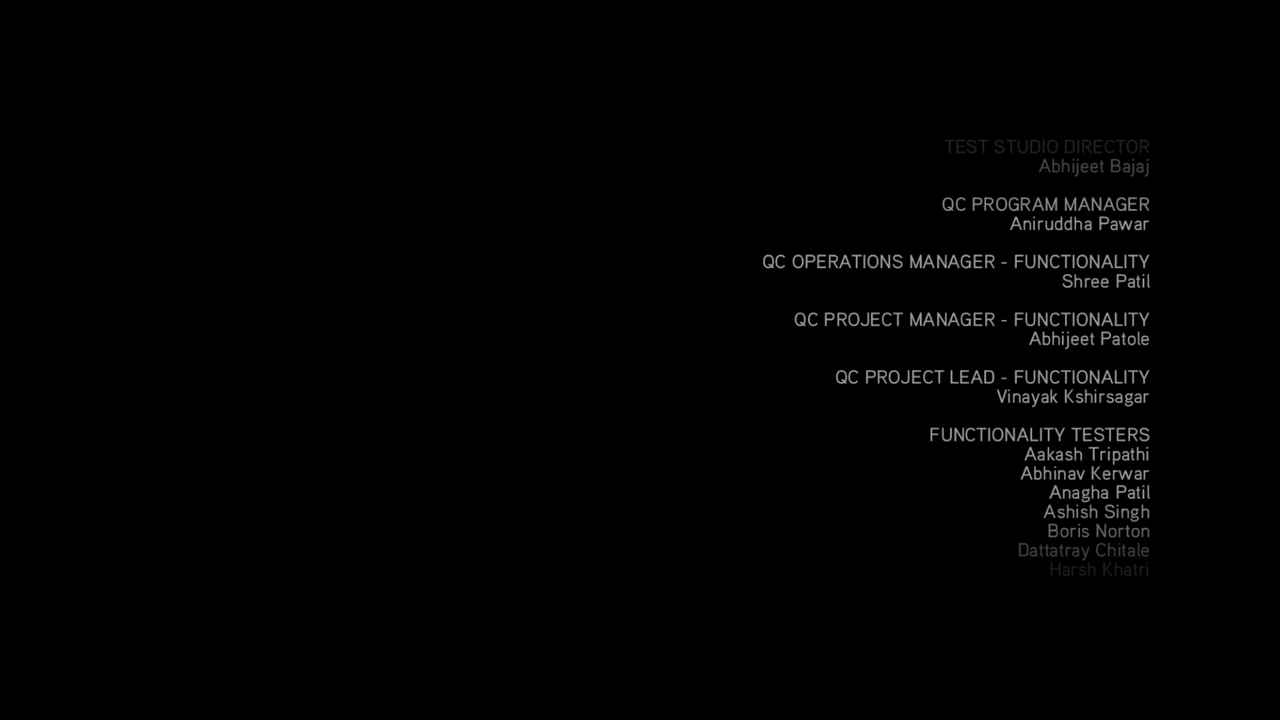 TEST STUDIO DIRECTOR
Abhijeet Bajaj
QC PROGRAM MANAGER
Aniruddha Pawar
QC OPERATIONS MANAGER - FUNCTIONALITY
Shree Patil
QC PROJECT MANAGER - FUNCTIONALITY
Abhijeet Patole
QC PROJECT LEAD - FUNCTIONALITY
Vinayak Kshirsagar
FUNCTIONALITY TESTERS
Aakash Tripathi
Abhinav Kerwar
Anagha Patil
Ashish Singh
Boris Norton
Dattatray Chitale
Harsh Khatri